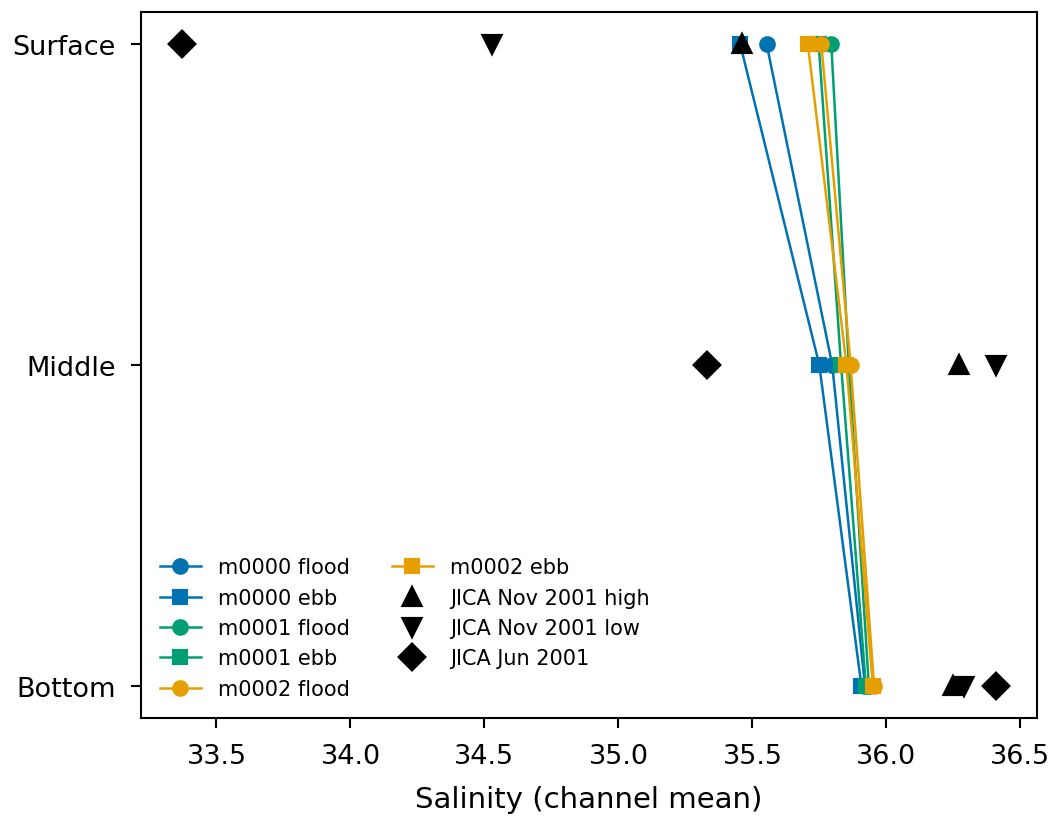 Surface
Middle
Bottom
m0000 flood
m0000 ebb
m0001 flood
m0001 ebb
m0002 flood
m0002 ebb
JICA Nov 2001 high
JICA Nov 2001 low
JICA Jun 2001
33.5 34.0 34.5 35.0 35.5 36.0 36.5
Salinity (channel mean)